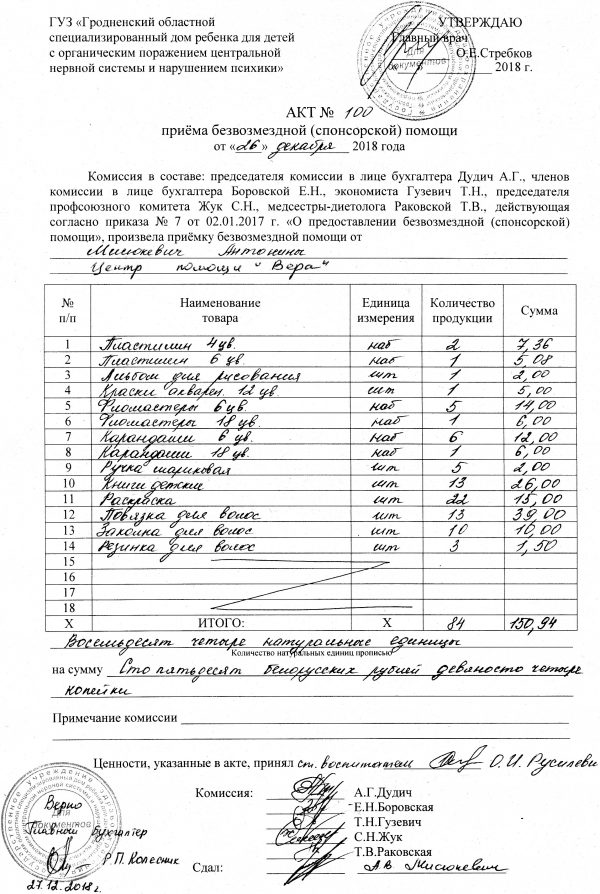 ГУЗ «Гродненский областной
специализированный дом ребенка для детей
с органическим поражением центральной
нервной системы и нарушением психики»
УТВЕРЖДАЮ
Главный врач
О.Е.Стребков
2018 г.
Для документов
АКТ № 100
приёма безвозмездной (спонсорской) помощи
от «26» декабря 2018 года
Комиссия в составе: председателя комиссии в лице бухгалтера Дудич А.Г., членов
комиссии в лице бухгалтера Боровской Е.Н., экономиста Гузевич Т.Н., председателя
профсоюзного комитета Жук С.Н., медсестры-диетолога Раковской Т.В., действующая
согласно приказа № 7 от 02.01.2017 г. «О предоставлении безвозмездной (спонсорской)
помощи», произвела приёмку безвозмездной помощи от
Мисюкевич Антонины
Центр помощи "Вера"
№ п/п Наименование товара Единица измерения Количество продукции Сумма
1 Пластилин 4цв. наб 2 7,36
2 Пластилин 6 цв. наб 1 5,08
3 Альбом для рисования шт 1 2,00
4 Краски акварел. 12 цв. шт 1 5,00
5 Фломастеры 6 цв. наб 5 14,00
6 Фломастеры 18 цв. наб 1 6,00
7 Карандаши 6 цв. наб 6 12,00
8 Карандаши 18 цв. наб 1 6,00
9 Ручка шариковая шт 5 2,00
10 Книги детски шт 13 26,00
11 Раскраска шт 22 15,00
12 Повязка для волос шт 13 39,00
13 Заколка для волос шт 10 10,00
14 Резинка для волос шт 3 1,50
15
16
17
18
Х ИТОГО: Х 84 150,94
Восемьдесят четыре натуральные единицы
Количество натуральных единиц прописью
на сумму Сто пятьдесят белорусских рублей девяносто четыре
копейки
Примечание комиссии
Ценности, указанные в акте, принял ст. воспитатель О.И. Русилевич
Комиссия: А.Г.Дудич
Е.Н.Боровская
Т.Н.Гузевич
С.Н.Жук
Т.В.Раковская
Сдал: А.В. Мисюкевич
Верно
Для документов
Главный бухгалтер
Р.П. Колесник
27.12.2018г.